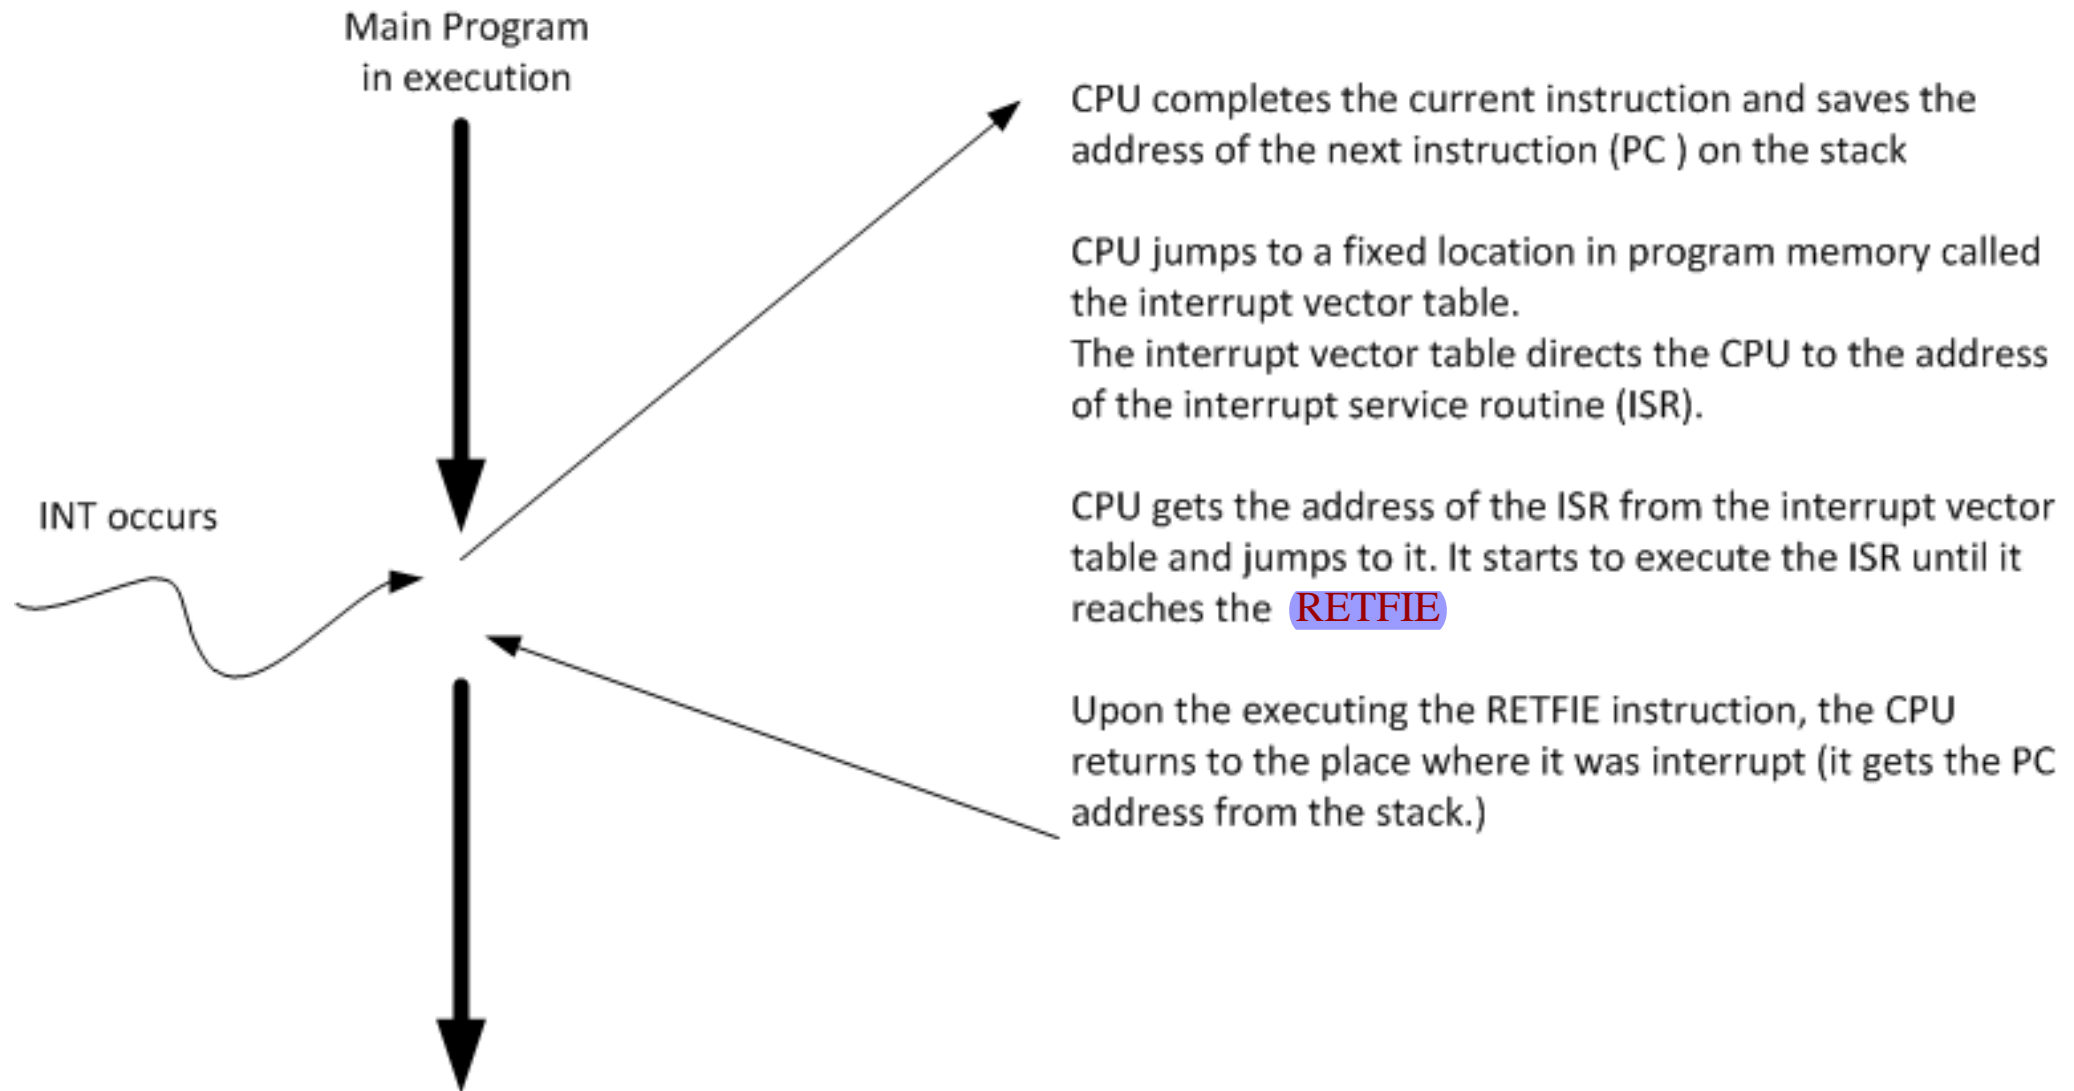 Main Program
in execution
CPU completes the current instruction and saves the
address of the next instruction (PC ) on the stack
CPU jumps to a fixed location in program memory called
the interrupt vector table.
The interrupt vector table directs the CPU to the address
of the interrupt service routine (ISR).
INT occurs
CPU gets the address of the ISR from the interrupt vector
table and jumps to it. It starts to execute the ISR until it
reaches the RETFIE
Upon the executing the RETFIE instruction, the CPU
returns to the place where it was interrupt (it gets the PC
address from the stack.)